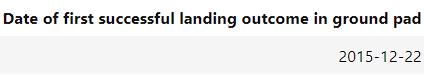 Date of first successful landing outcome in ground pad
2015-12-22